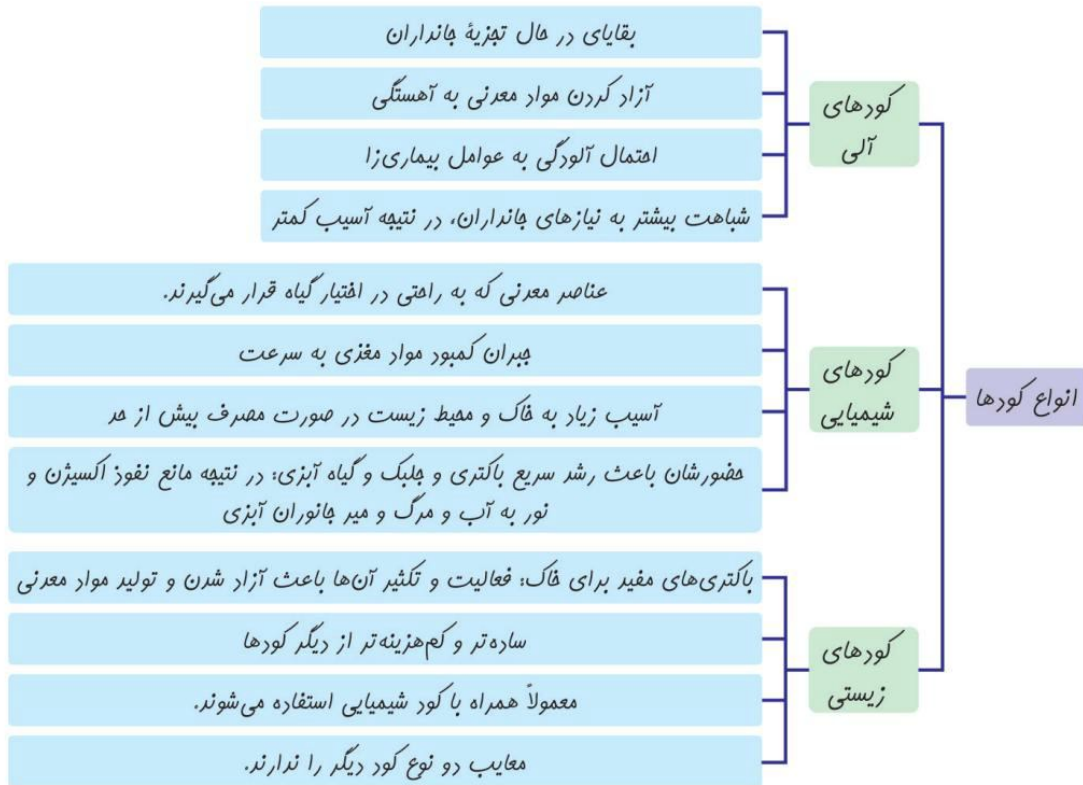 انواع کودها
کودهای
آلی
بقایای در حال تجزیهٔ جانداران
آزاد کردن مواد معدنی به آهستگی
احتمال آلودگی به عوامل بیماری‌زا
شباهت بیشتر به نیازهای جانداران، در نتیجه آسیب کمتر
کودهای
شیمیایی
عناصر معدنی که به راحتی در اختیار گیاه قرار می‌گیرند.
جبران کمبود مواد مغذی به سرعت
آسیب زیاد به خاک و محیط زیست در صورت مصرف بیش از حد
حضورشان باعث رشد سریع باکتری و جلبک و گیاه آبزی؛ در نتیجه مانع نفوذ اکسیژن و
نور به آب و مرگ و میر جانوران آبزی
کودهای
زیستی
باکتری‌های مفید برای خاک؛ فعالیت و تکثیر آن‌ها باعث آزاد شدن و تولید مواد معدنی
ساده‌تر و کم‌هزینه‌تر از دیگر کودها
معمولاً همراه با کود شیمیایی استفاده می‌شوند.
معایب دو نوع کود دیگر را ندارند.